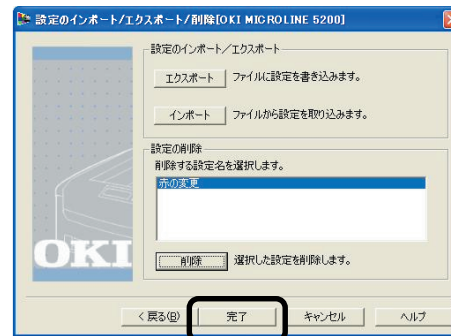 設定のインポート/エクスポート/削除[OKI MICROLINE 5200]
設定のインポート/エクスポート
エクスポート ファイルに設定を書き込みます。
インポート ファイルから設定を取り込みます。
設定の削除
削除する設定名を選択します。
赤の変更
OKI
削除 選択した設定を削除します。
< 戻る(B) 完了 キャンセル ヘルプ